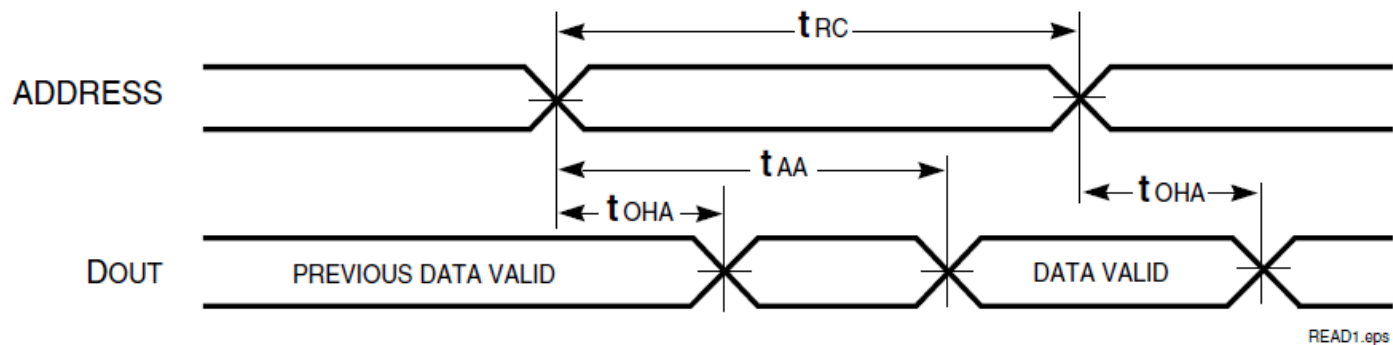 tRC
ADDRESS
tAA
tOHA
tOHA
DOUT
PREVIOUS DATA VALID
DATA VALID
READ1.eps